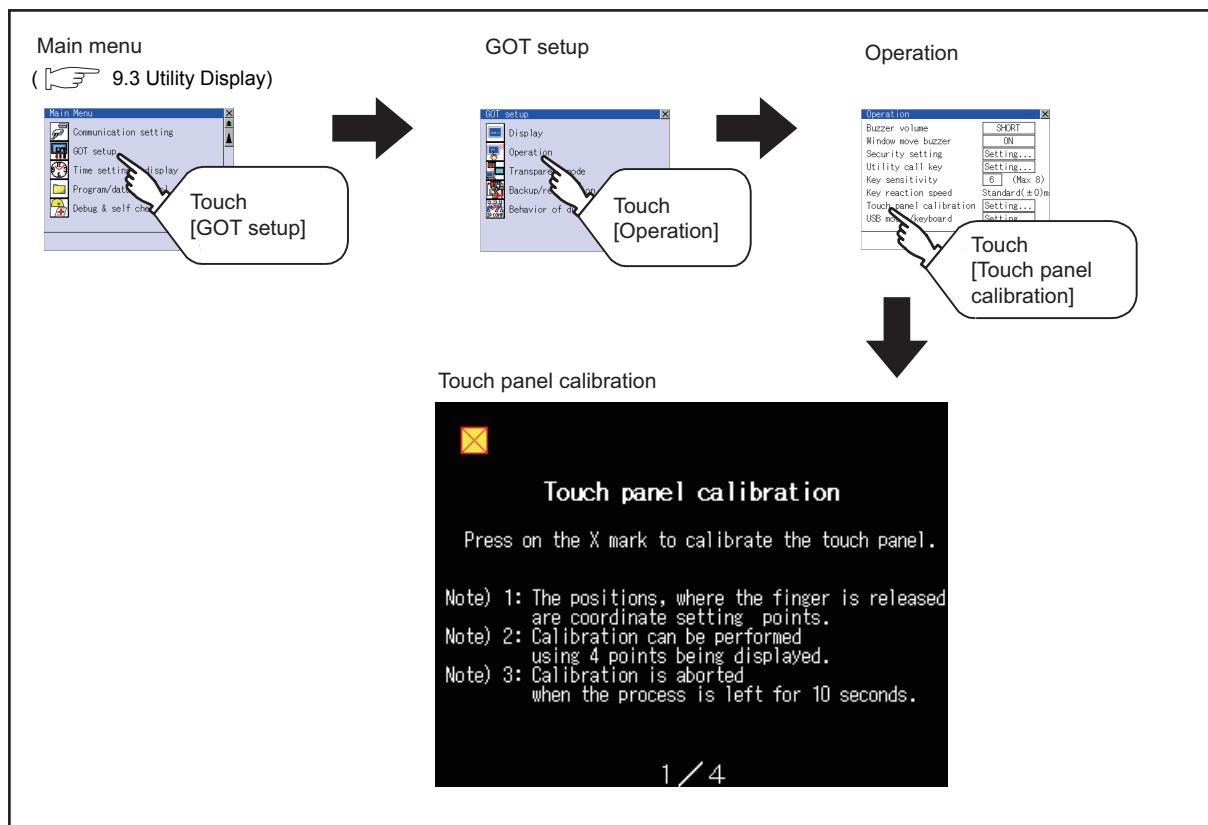 Main menu
( 9.3 Utility Display)
Main Menu
Communication setting
GOT setup
Time setting display
Debug & self
Touch
[GOT setup]
GOT setup
GOT setup
Display
Operation
mode
Behavior of
Touch
[Operation]
Operation
Operation
Buzzer volume SHORT
Window move buzzer ON
Security setting Setting...
Utility call key Setting...
Key sensitivity 6 (Max 8)
Key reaction speed Standard(±0)m
Touch panel calibration Setting...
USB /keyboard Setting
Touch
[Touch panel
calibration]
Touch panel calibration
Touch panel calibration
Press on the X mark to calibrate the touch panel.
Note) 1: The positions, where the finger is released
are coordinate setting points.
Note) 2: Calibration can be performed
using 4 points being displayed.
Note) 3: Calibration is aborted
when the process is left for 10 seconds.
1/4